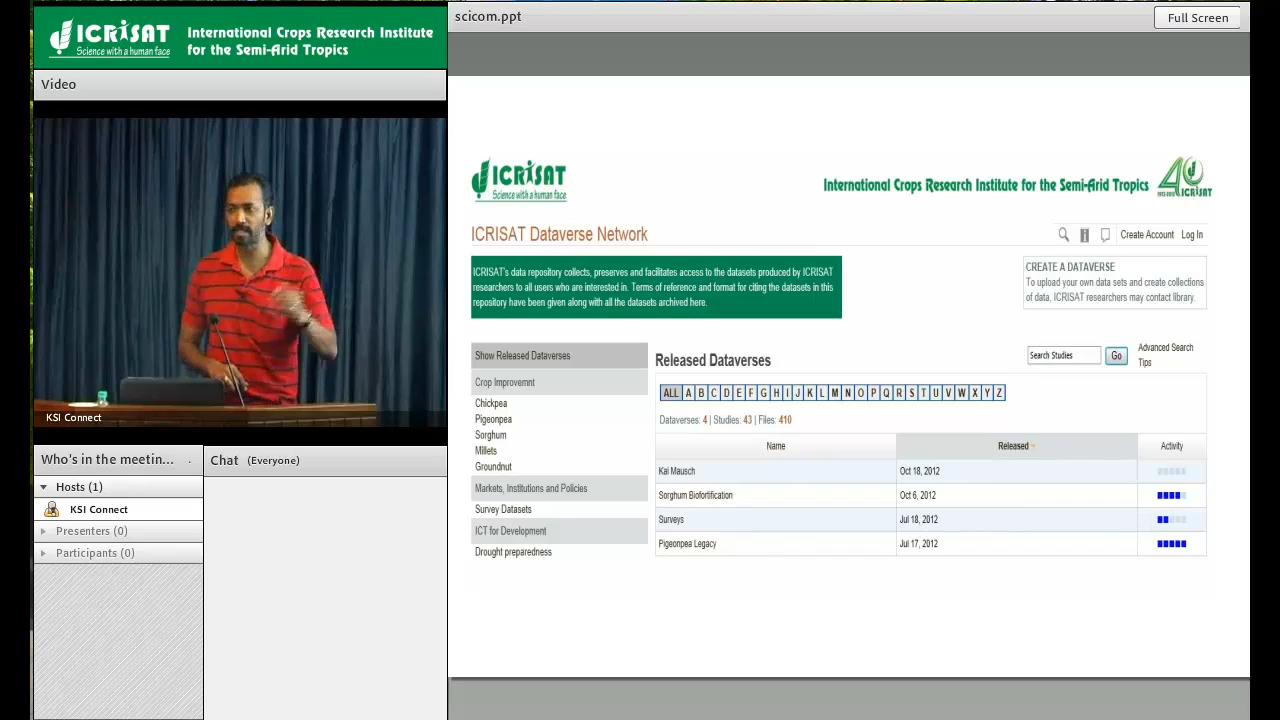 ICRISAT
Science with a human face
International Crops Research Institute
for the Semi-Arid Tropics
Video
KSI Connect
Who's in the meetin... .
Hosts (1)
KSI Connect
Presenters (0)
Participants (0)
Chat (Everyone)
scicom.ppt
Full Screen
ICRISAT
Science with a human face
International Crops Research Institute for the Semi-Arid Tropics
40
ICRISAT
ICRISAT Dataverse Network
Create Account
Log In
ICRISAT's data repository collects, preserves and facilitates access to the datasets produced by ICRISAT
researchers to all users who are interested in. Terms of reference and format for citing the datasets in this
repository have been given along with all the datasets archived here.
CREATE A DATAVERSE
To upload your own data sets and create collections
of data, ICRISAT researchers may contact library.
Show Released Dataverses
Crop Improvemnt
Chickpea
Pigeonpea
Sorghum
Millets
Groundnut
Markets, Institutions and Policies
Survey Datasets
ICT for Development
Drought preparedness
Released Dataverses
Search Studies
Go
Advanced Search
Tips
ALL A B C D E F G H I J K L M N O P Q R S T U V W X Y Z
Dataverses: 4 | Studies: 43 | Files: 410
Name Released Activity
Kai Mausch Oct 18, 2012
Sorghum Biofortification Oct 6, 2012
Surveys Jul 18, 2012
Pigeonpea Legacy Jul 17, 2012